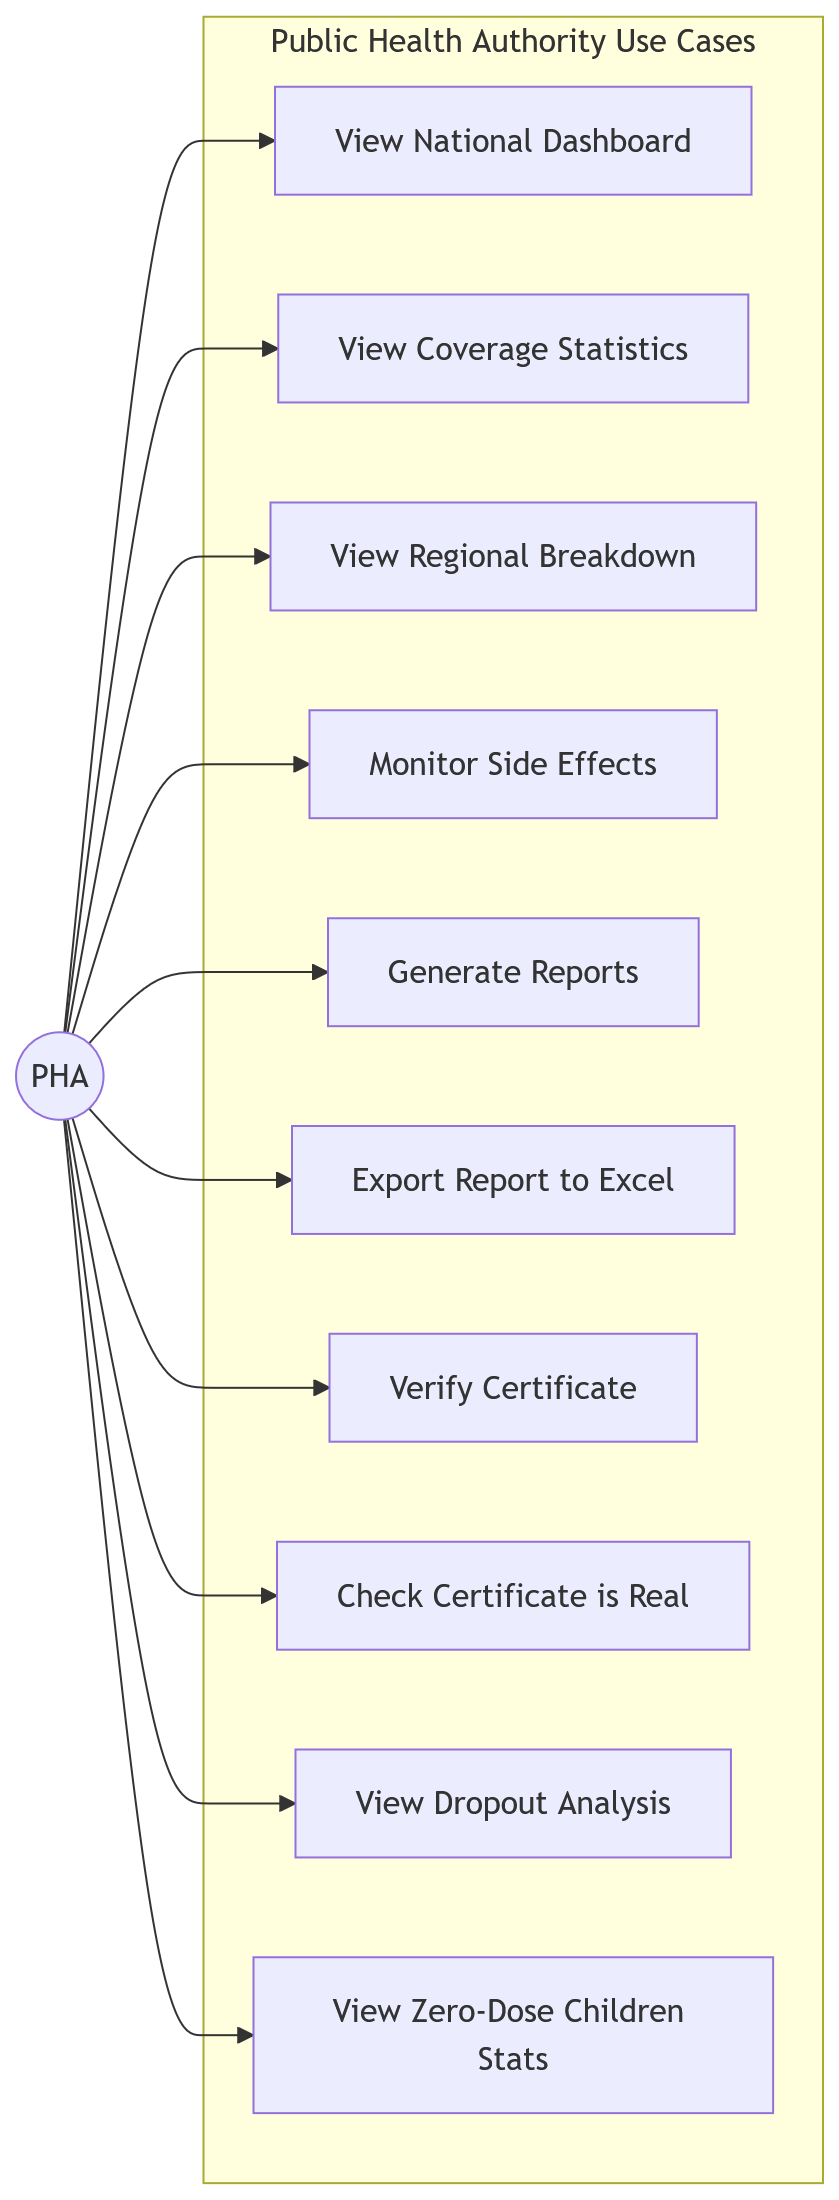 Public Health Authority Use Cases
View National Dashboard
View Coverage Statistics
View Regional Breakdown
Monitor Side Effects
Generate Reports
PHA
Export Report to Excel
Verify Certificate
Check Certificate is Real
View Dropout Analysis
View Zero-Dose Children
Stats